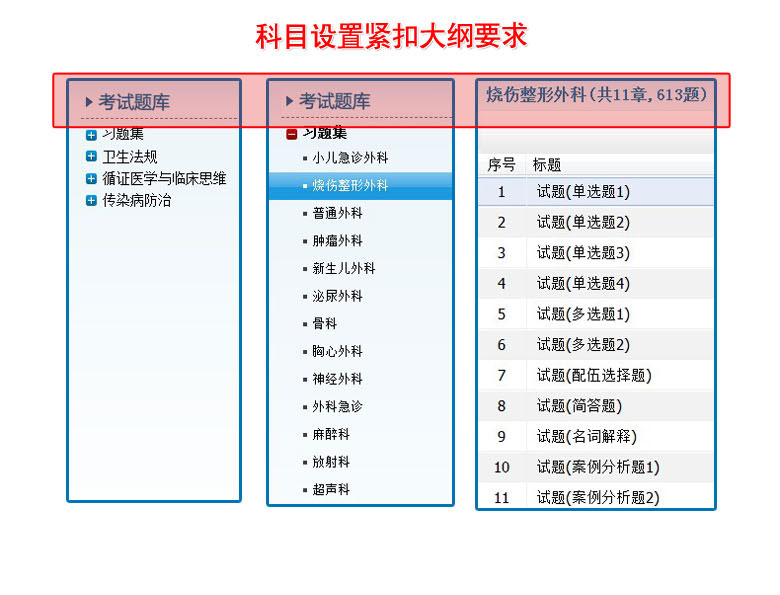 科目设置紧扣大纲要求
考试题库
习题集
卫生法规
循证医学与临床思维
传染病防治
考试题库
习题集
小儿急诊外科
烧伤整形外科
普通外科
肿瘤外科
新生儿外科
泌尿外科
骨科
胸心外科
神经外科
外科急诊
麻醉科
放射科
超声科
烧伤整形外科(共11章,613题)
序号 标题
1 试题(单选题1)
2 试题(单选题2)
3 试题(单选题3)
4 试题(单选题4)
5 试题(多选题1)
6 试题(多选题2)
7 试题(配伍选择题)
8 试题(简答题)
9 试题(名词解释)
10 试题(案例分析题1)
11 试题(案例分析题2)